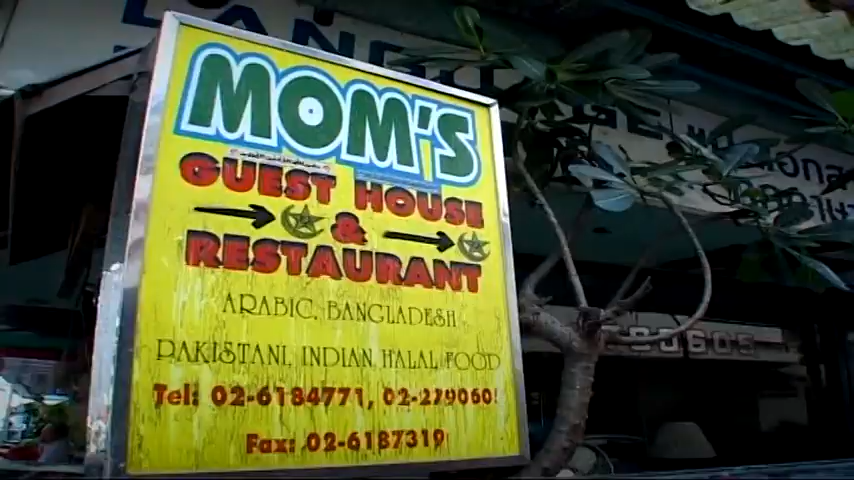 MOM'S
GUEST HOUSE
&
RESTAURANT
ARABIC, BANGLADESH
PAKISTANI, INDIAN HALAL FOOD
Tel: 02-6184771, 02-2790601
Fax: 02-6187319